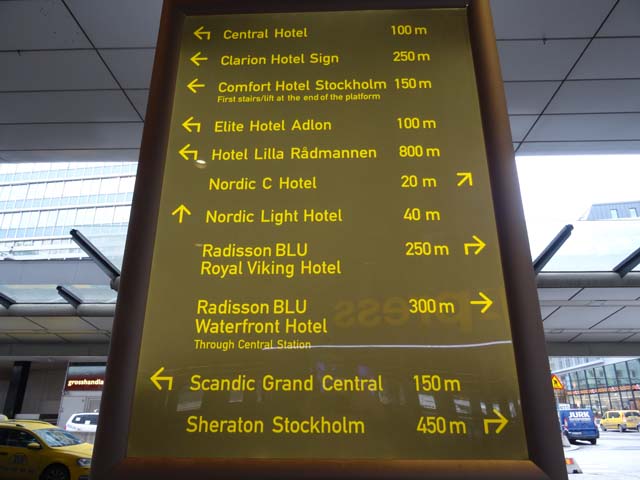 Central Hotel 100 m
Clarion Hotel Sign 250 m
Comfort Hotel Stockholm 150 m
First stairs/lift at the end of the platform
Elite Hotel Adlon 100 m
Hotel Lilla Rådmannen 800 m
Nordic C Hotel 20 m
Nordic Light Hotel 40 m
Radisson BLU 250 m
Royal Viking Hotel
Radisson BLU 300 m
Waterfront Hotel
Through Central Station
Scandic Grand Central 150 m
Sheraton Stockholm 450 m
grosshandla
JURK